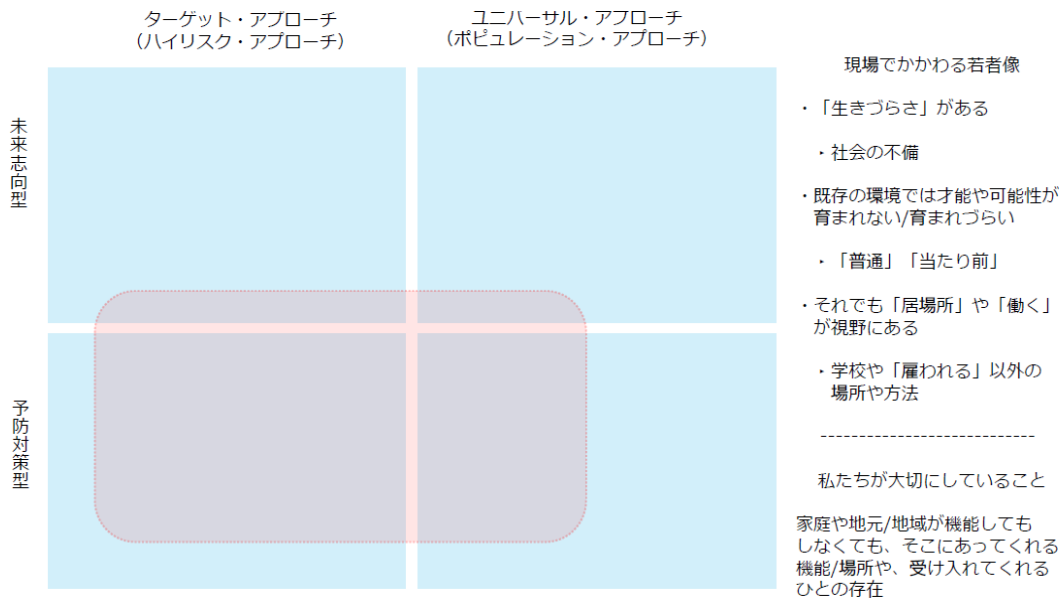 ターゲット・アプローチ
（ハイリスク・アプローチ）
ユニバーサル・アプローチ
（ポピュレーション・アプローチ）
未来志向型
予防対策型
現場でかかわる若者像
・「生きづらさ」がある
・社会の不備
・既存の環境では才能や可能性が
育まれない/育まれづらい
・「普通」「当たり前」
・それでも「居場所」や「働く」
が視野にある
・学校や「雇われる」以外の
場所や方法
----------------------------
私たちが大切にしていること
家庭や地元/地域が機能しても
しなくても、そこにあってくれる
機能/場所や、受け入れてくれる
ひとの存在